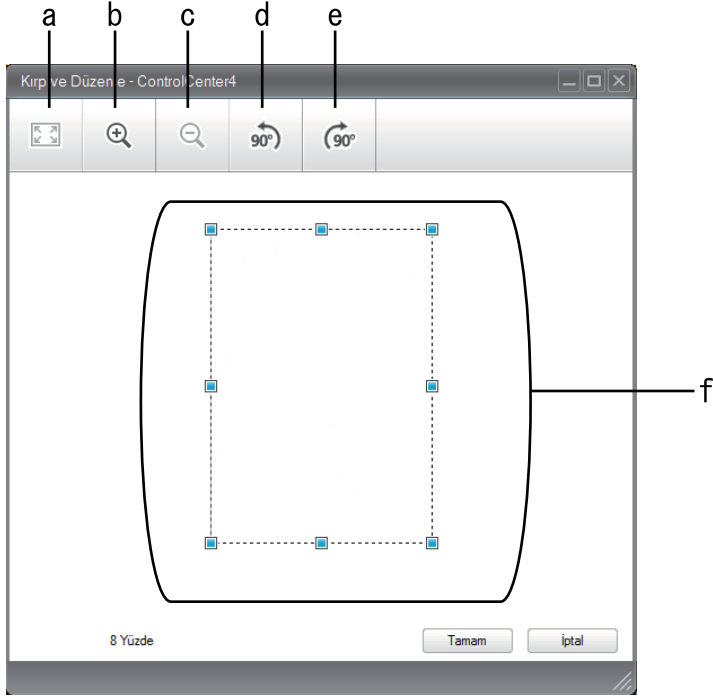 a b c d e
Kırp ve Düzenle - ControlCenter4
90° 90°
f
8 Yüzde
Tamam İptal